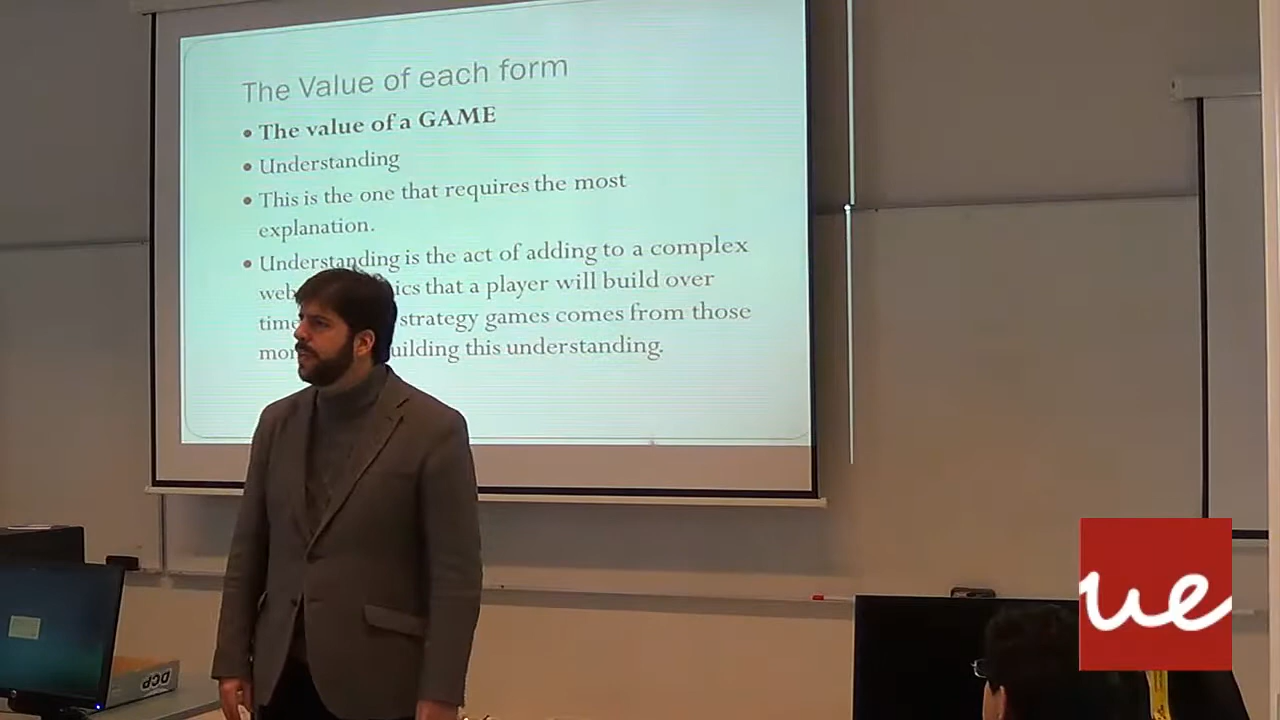 The Value of each form
• The value of a GAME
• Understanding
• This is the one that requires the most
explanation.
• Understanding is the act of adding to a complex
web ics that a player will build over
time strategy games comes from those
mo uilding this understanding.
DCP
ue